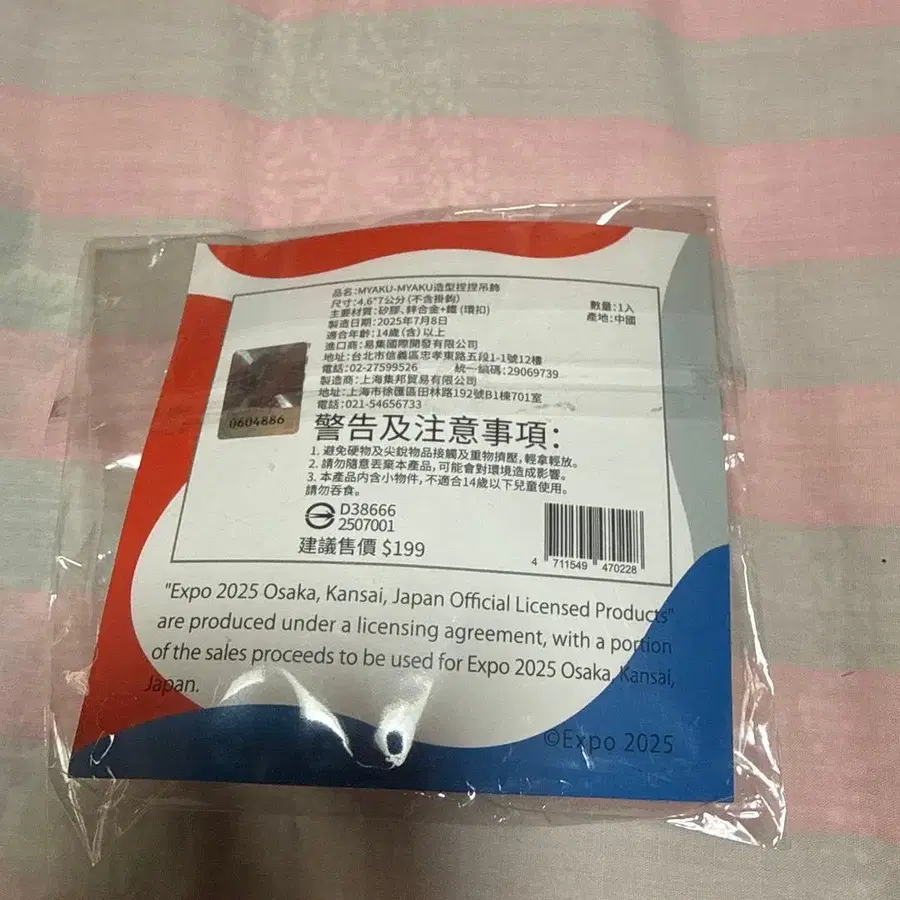 品名:MYAKU-MYAKU造型捏捏吊飾
尺寸:4.6*7公分(不含掛鉤)
主要材質:矽膠、鋅合金+鐵(環扣)
製造日期:2025年7月8日
適合年齡:14歲(含)以上
進口商:易集國際開發有限公司
地址:台北市信義區忠孝東路五段1-1號12樓
電話:02-27599526 統一編碼:29069739
製造商:上海集邦貿易有限公司
地址:上海市徐匯區田林路192號B1棟701室
電話:021-54656733
數量:1入
產地:中國
0604886
警告及注意事項:
1. 避免硬物及尖銳物品接觸及重物擠壓,輕拿輕放。
2. 請勿隨意丟棄本產品,可能會對環境造成影響。
3. 本產品內含小物件,不適合14歲以下兒童使用。
請勿吞食。
D38666
2507001
建議售價 $199
4 711549 470228
"Expo 2025 Osaka, Kansai, Japan Official Licensed Products"
are produced under a licensing agreement, with a portion
of the sales proceeds to be used for Expo 2025 Osaka, Kansai,
Japan.
©Expo 2025